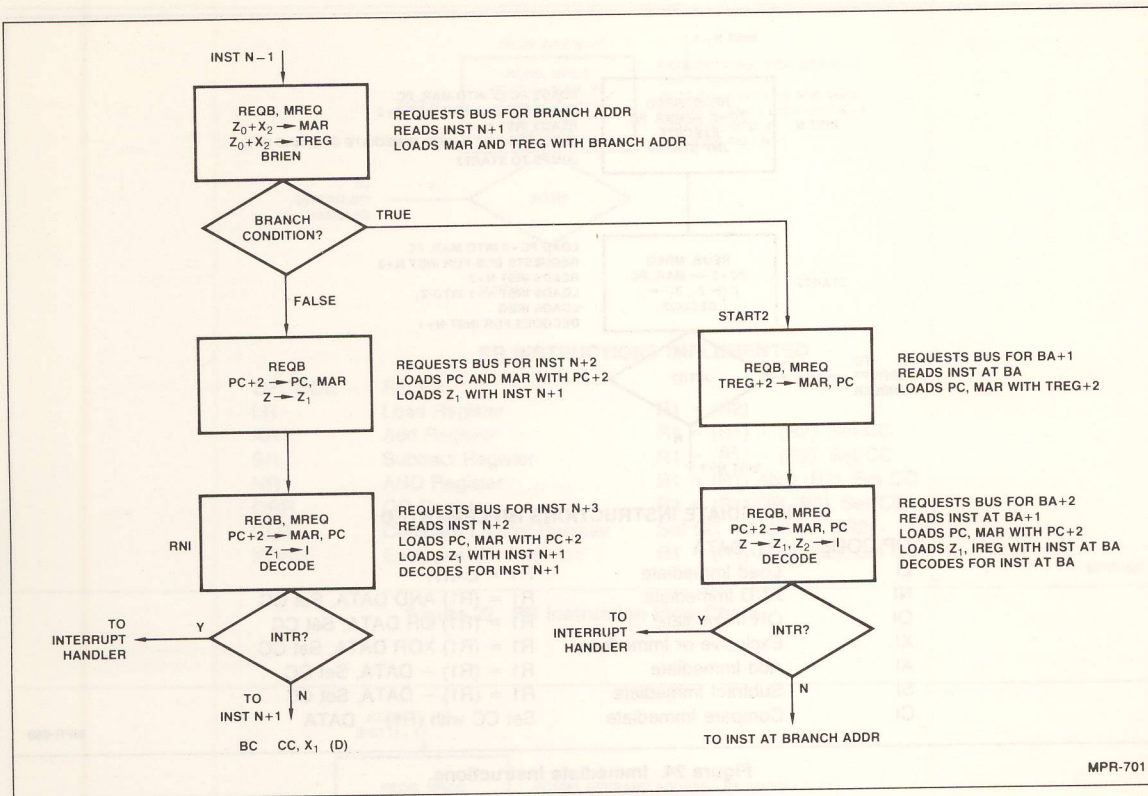 INST N−1
REQB, MREQ
Z₀+X₂ → MAR
Z₀+X₂ → TREG
BRIEN
REQUESTS BUS FOR BRANCH ADDR
READS INST N+1
LOADS MAR AND TREG WITH BRANCH ADDR
BRANCH
CONDITION?
TRUE
FALSE
START2
REQB
PC+2 → PC, MAR
Z → Z₁
REQUESTS BUS FOR INST N+2
LOADS PC AND MAR WITH PC+2
LOADS Z₁ WITH INST N+1
REQB, MREQ
TREG+2 → MAR, PC
REQUESTS BUS FOR BA+1
READS INST AT BA
LOADS PC, MAR WITH TREG+2
RNI
REQB, MREQ
PC+2 → MAR, PC
Z₁ → I
DECODE
REQUESTS BUS FOR INST N+3
READS INST N+2
LOADS PC, MAR WITH PC+2
LOADS Z₁ WITH INST N+1
DECODES FOR INST N+1
REQB, MREQ
PC+2 → MAR, PC
Z → Z₁, Z₂ → I
DECODE
REQUESTS BUS FOR BA+2
READS INST AT BA+1
LOADS PC, MAR WITH PC+2
LOADS Z₁, IREG WITH INST AT BA
DECODES FOR INST AT BA
INTR?
Y
TO
INTERRUPT
HANDLER
N
TO
INST N+1
BC CC, X₁ (D)
INTR?
Y
TO
INTERRUPT
HANDLER
N
TO INST AT BRANCH ADDR
MPR-701